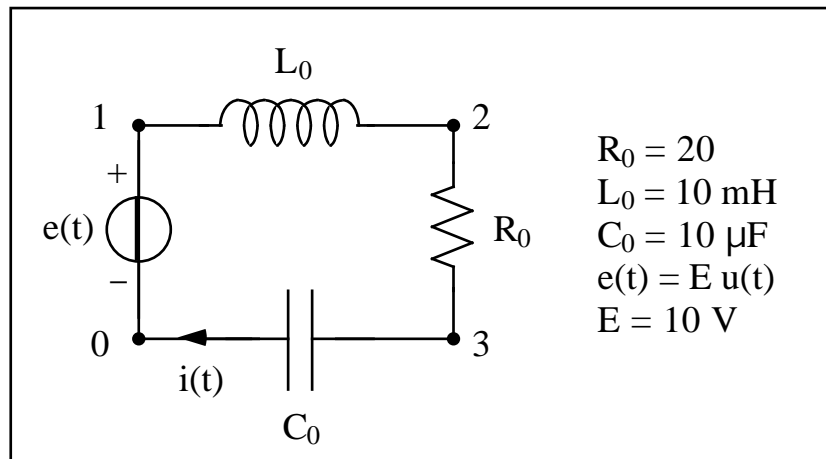 L₀
1
2
+
e(t)
R₀
−
0
3
i(t)
C₀
R₀ = 20
L₀ = 10 mH
C₀ = 10 µF
e(t) = E u(t)
E = 10 V